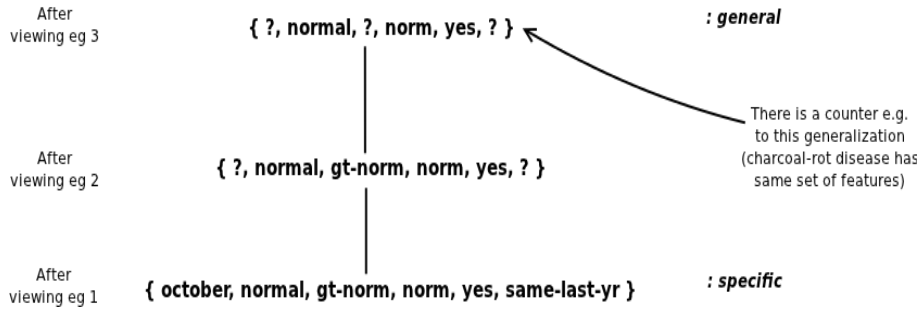 After
viewing eg 3
{ ?, normal, ?, norm, yes, ? }
: general
There is a counter e.g.
to this generalization
(charcoal-rot disease has
same set of features)
After
viewing eg 2
{ ?, normal, gt-norm, norm, yes, ? }
After
viewing eg 1
{ october, normal, gt-norm, norm, yes, same-last-yr }
: specific